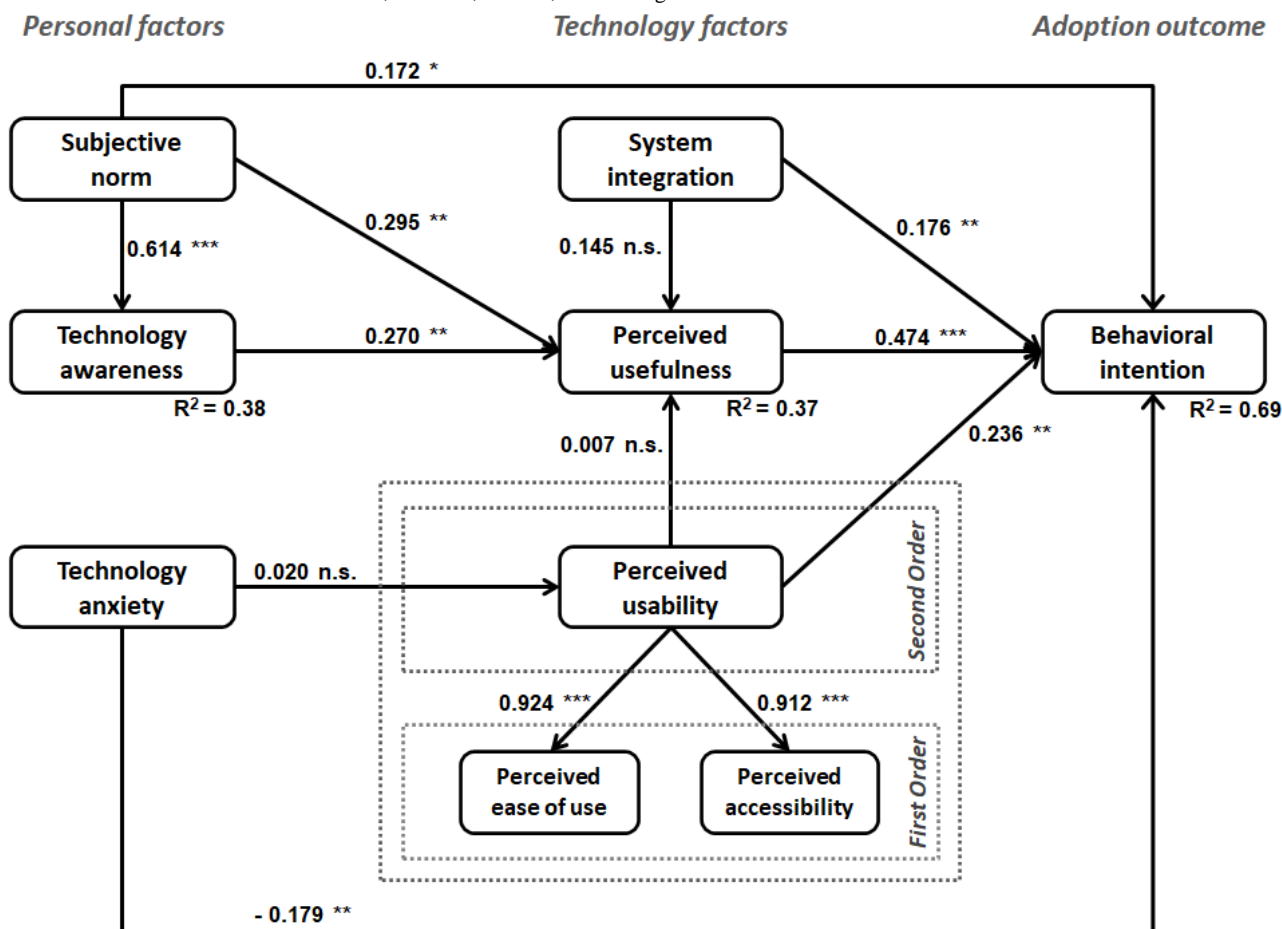 Personal factors
Technology factors
Adoption outcome
0.172 *
Subjective
norm
System
integration
0.295 **
0.176 **
0.614 ***
0.145 n.s.
Technology
awareness
0.270 **
Perceived
usefulness
0.474 ***
Behavioral
intention
R² = 0.38
R² = 0.37
R² = 0.69
0.007 n.s.
0.236 **
Technology
anxiety
0.020 n.s.
Perceived
usability
Second Order
0.924 ***
0.912 ***
Perceived
ease of use
Perceived
accessibility
First Order
- 0.179 **